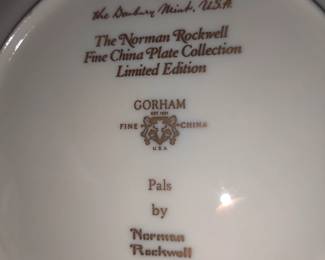 the Danbury Mint, U.S.A.
The Norman Rockwell
Fine China Plate Collection
Limited Edition
GORHAM
EST. 1831
FINE CHINA
U.S.A
Pals
by
Norman
Rockwell